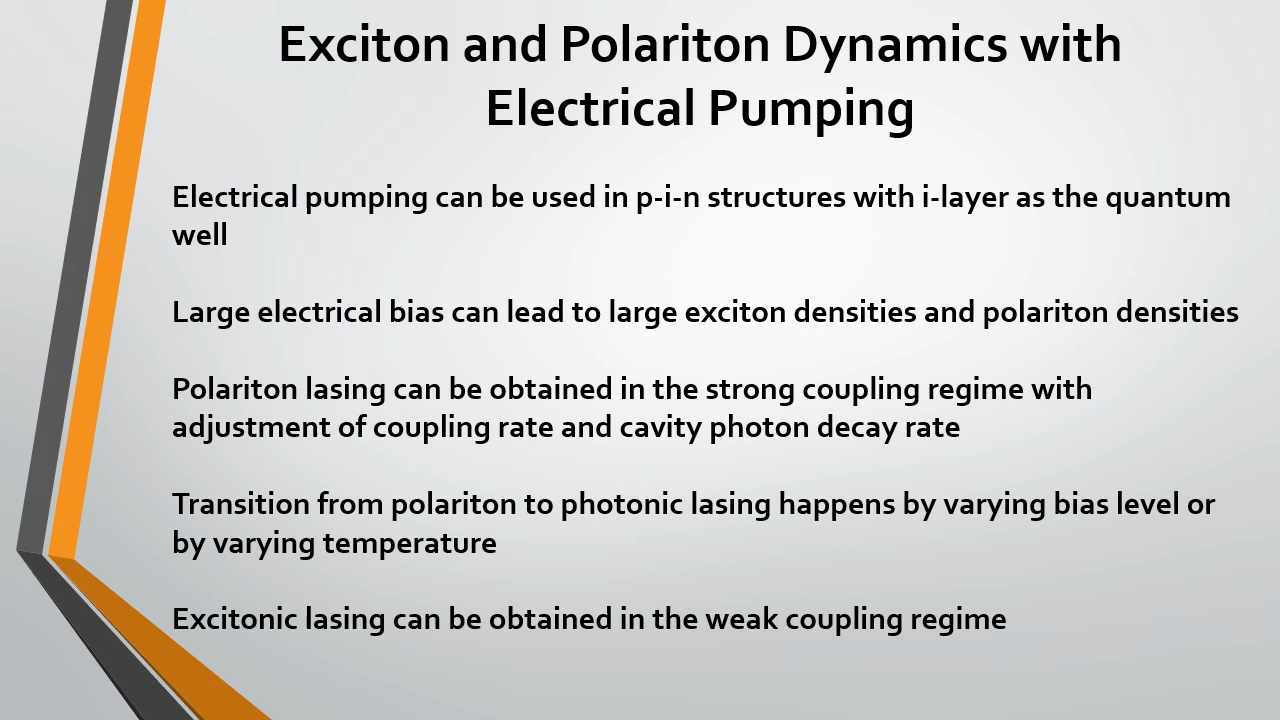 Exciton and Polariton Dynamics with
Electrical Pumping
Electrical pumping can be used in p-i-n structures with i-layer as the quantum
well
Large electrical bias can lead to large exciton densities and polariton densities
Polariton lasing can be obtained in the strong coupling regime with
adjustment of coupling rate and cavity photon decay rate
Transition from polariton to photonic lasing happens by varying bias level or
by varying temperature
Excitonic lasing can be obtained in the weak coupling regime